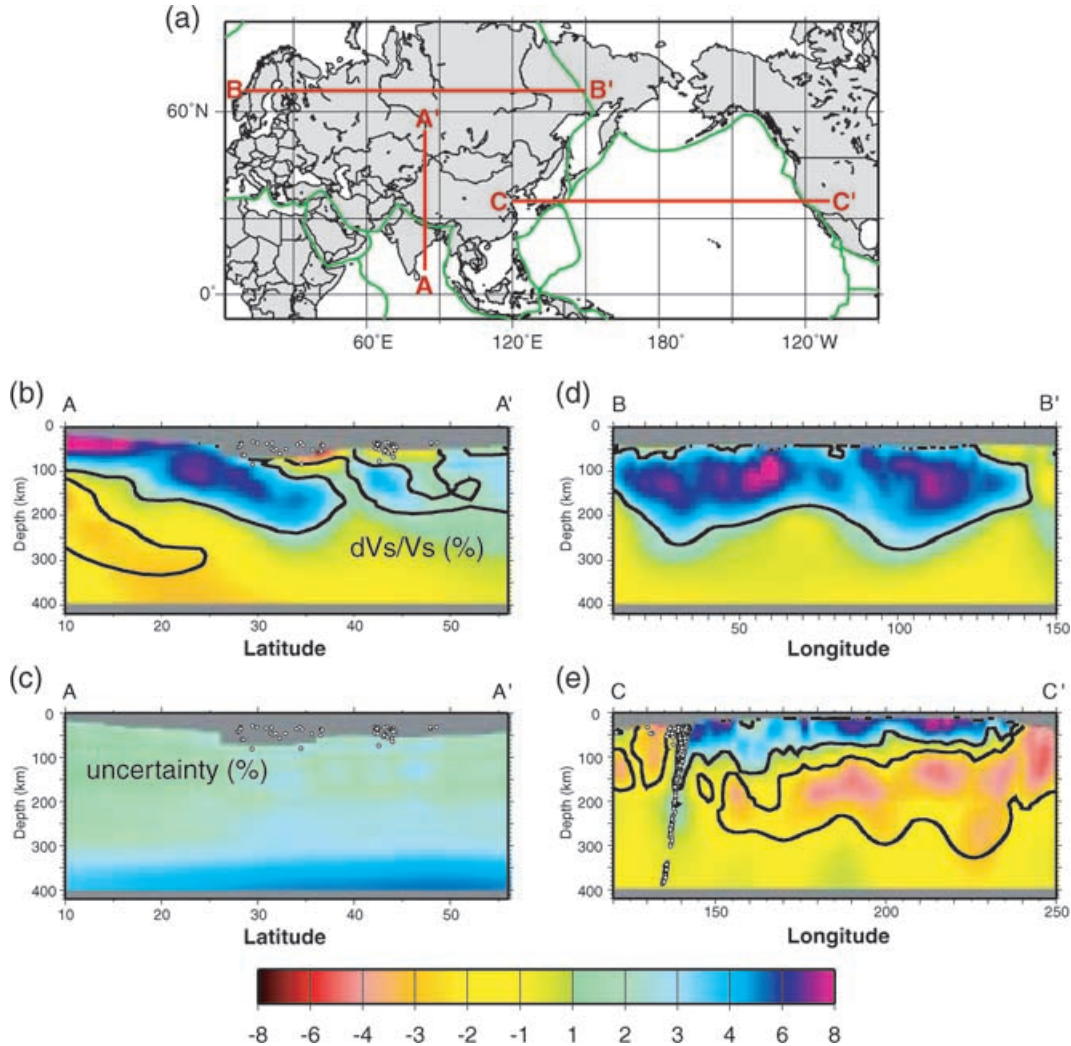 (a)
B
B'
60°N
A'
C
C'
A
0°
60°E
120°E
180°
120°W
(b)
A
A'
0
100
200
300
400
Depth (km)
dVs/Vs (%)
10
20
30
40
50
Latitude
(d)
B
B'
0
100
200
300
400
Depth (km)
50
100
150
Longitude
(c)
A
A'
0
100
200
300
400
Depth (km)
uncertainty (%)
10
20
30
40
50
Latitude
(e)
C
C'
0
100
200
300
400
Depth (km)
150
200
250
Longitude
-8 -6 -4 -3 -2 -1 1 2 3 4 6 8